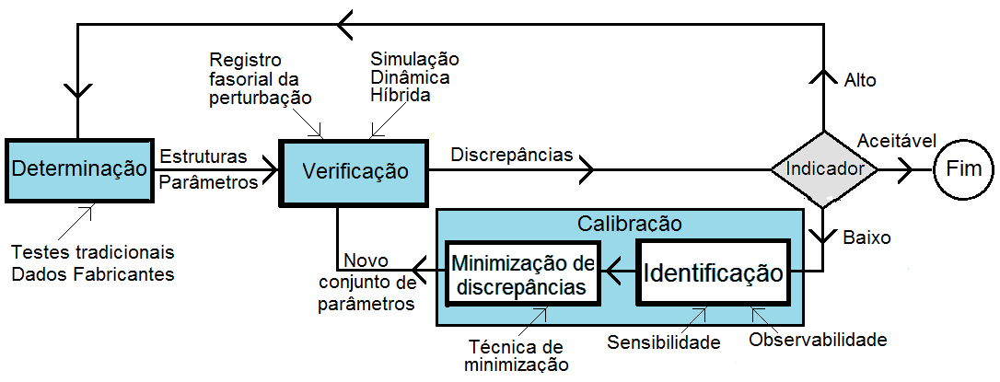 Registro
fasorial da
perturbação
Simulação
Dinâmica
Híbrida
Alto
Determinação
Estruturas
Parâmetros
Verificação
Discrepâncias
Indicador
Aceitável
Fim
Testes tradicionais
Dados Fabricantes
Calibração
Baixo
Novo
conjunto de
parâmetros
Minimização de
discrepâncias
Identificação
Técnica de
minimização
Sensibilidade
Observabilidade